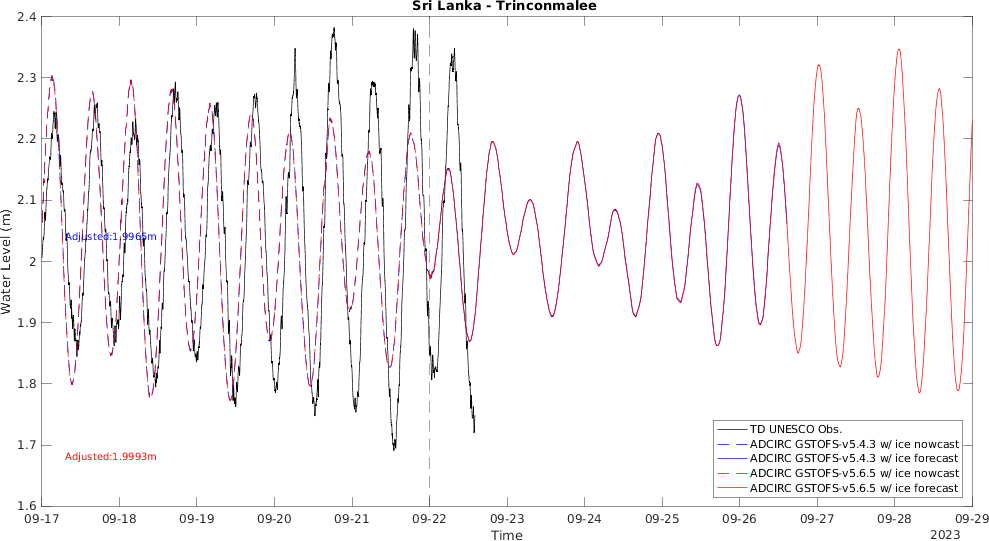 Sri Lanka - Trinconmalee
Water Level (m)
2.4
2.3
2.2
2.1
2
1.9
1.8
1.7
1.6
Adjusted:1.9965m
Adjusted:1.9993m
TD UNESCO Obs.
ADCIRC GSTOFS-v5.4.3 w/ ice nowcast
ADCIRC GSTOFS-v5.4.3 w/ ice forecast
ADCIRC GSTOFS-v5.6.5 w/ ice nowcast
ADCIRC GSTOFS-v5.6.5 w/ ice forecast
09-17 09-18 09-19 09-20 09-21 09-22 09-23 09-24 09-25 09-26 09-27 09-28 09-29
Time
2023